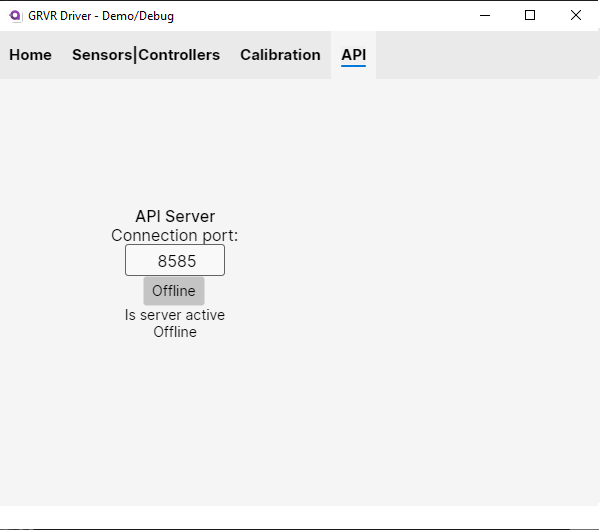 GRVR Driver - Demo/Debug
Home Sensors|Controllers Calibration API
API Server
Connection port:
8585
Offline
Is server active
Offline